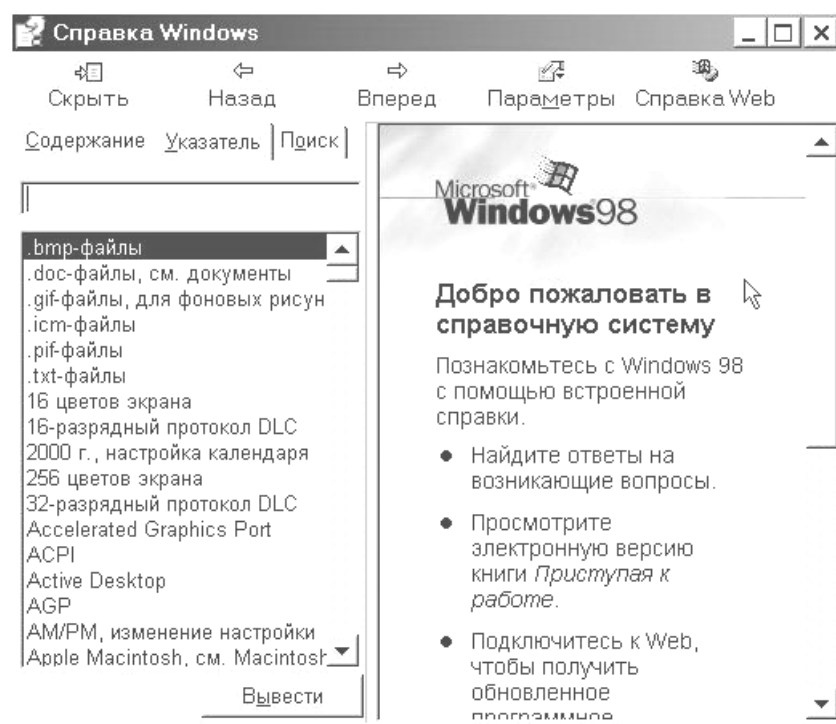 Справка Windows
Скрыть Назад Вперед Параметры Справка Web
Содержание Указатель Поиск
.bmp-файлы
.doc-файлы, см. документы
.gif-файлы, для фоновых рисун
.icm-файлы
.pif-файлы
.txt-файлы
16 цветов экрана
16-разрядный протокол DLC
2000 г., настройка календаря
256 цветов экрана
32-разрядный протокол DLC
Accelerated Graphics Port
ACPI
Active Desktop
AGP
AM/PM, изменение настройки
Apple Macintosh, см. Macintosh
Вывести
Microsoft
Windows 98
Добро пожаловать в
справочную систему
Познакомьтесь с Windows 98
с помощью встроенной
справки.
Найдите ответы на
возникающие вопросы.
Просмотрите
электронную версию
книги Приступая к
работе.
Подключитесь к Web,
чтобы получить
обновленное
программное